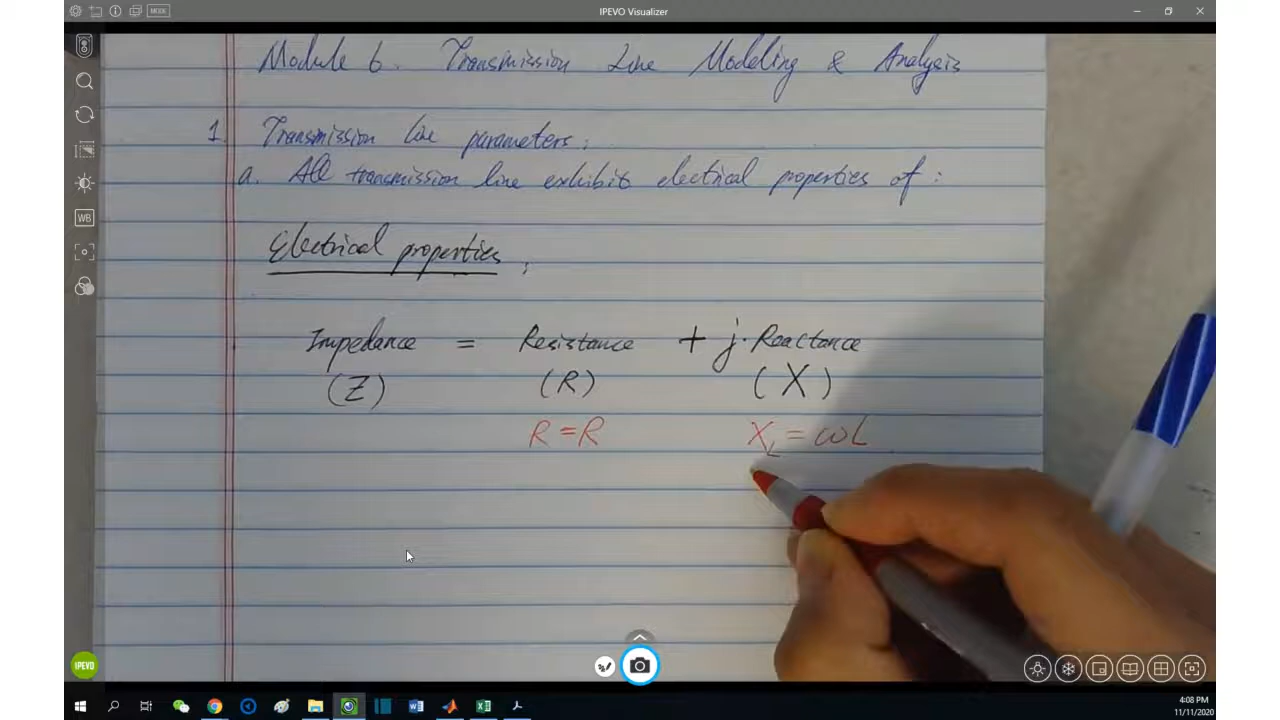 IPEVO Visualizer
MODE
Module 6. Transmission Line Modeling & Analysis
1. Transmission line parameters:
a. All transmission line exhibit electrical properties of:
Electrical properties:
Impedance = Resistance + j·Reactance
(Z) (R) (X)
R = R X_L = ωL
WB
IPEVO
4:08 PM
11/11/2020